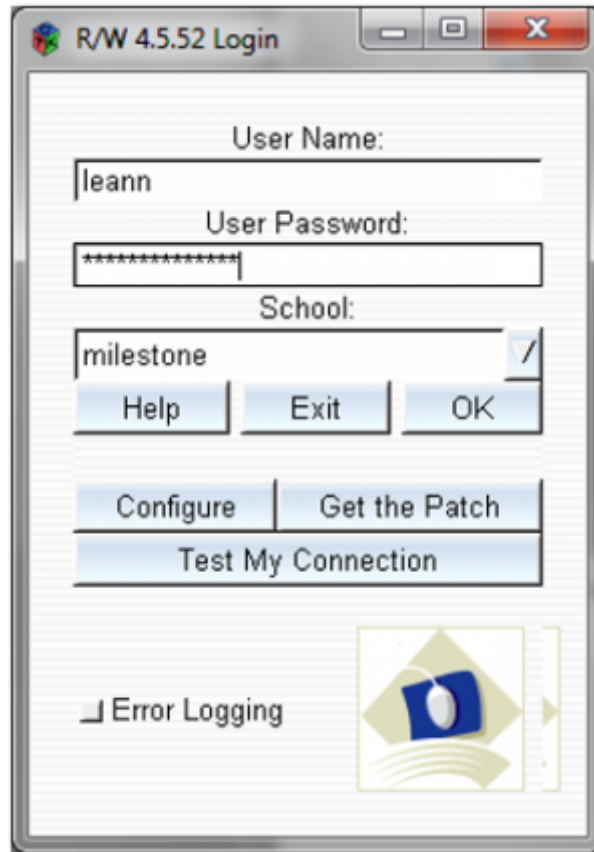 R/W 4.5.52 Login
User Name:
leann
User Password:
**************
School:
milestone
Help Exit OK
Configure Get the Patch
Test My Connection
Error Logging